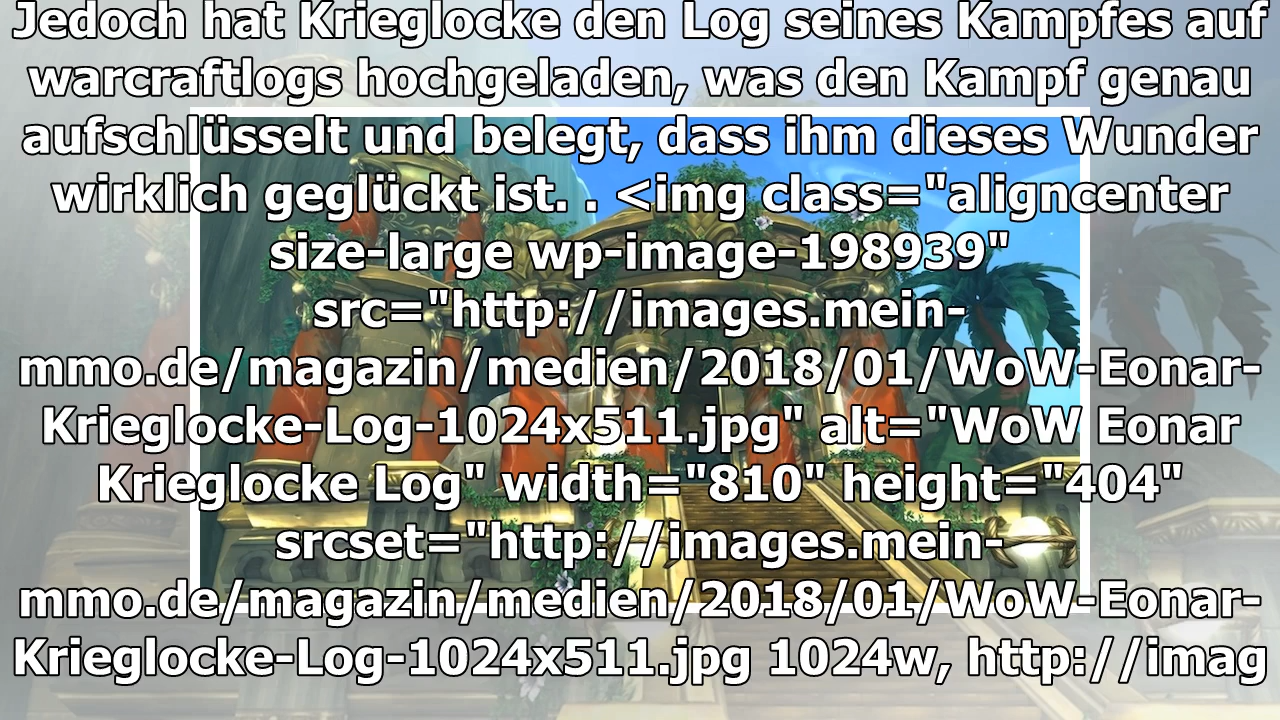 Jedoch hat Krieglocke den Log seines Kampfes auf
warcraftlogs hochgeladen, was den Kampf genau
aufschlüsselt und belegt, dass ihm dieses Wunder
wirklich geglückt ist. . <img class="aligncenter
size-large wp-image-198939"
src="http://images.mein-
mmo.de/magazin/medien/2018/01/WoW-Eonar-
Krieglocke-Log-1024x511.jpg" alt="WoW Eonar
Krieglocke Log" width="810" height="404"
srcset="http://images.mein-
mmo.de/magazin/medien/2018/01/WoW-Eonar-
Krieglocke-Log-1024x511.jpg 1024w, http://imag